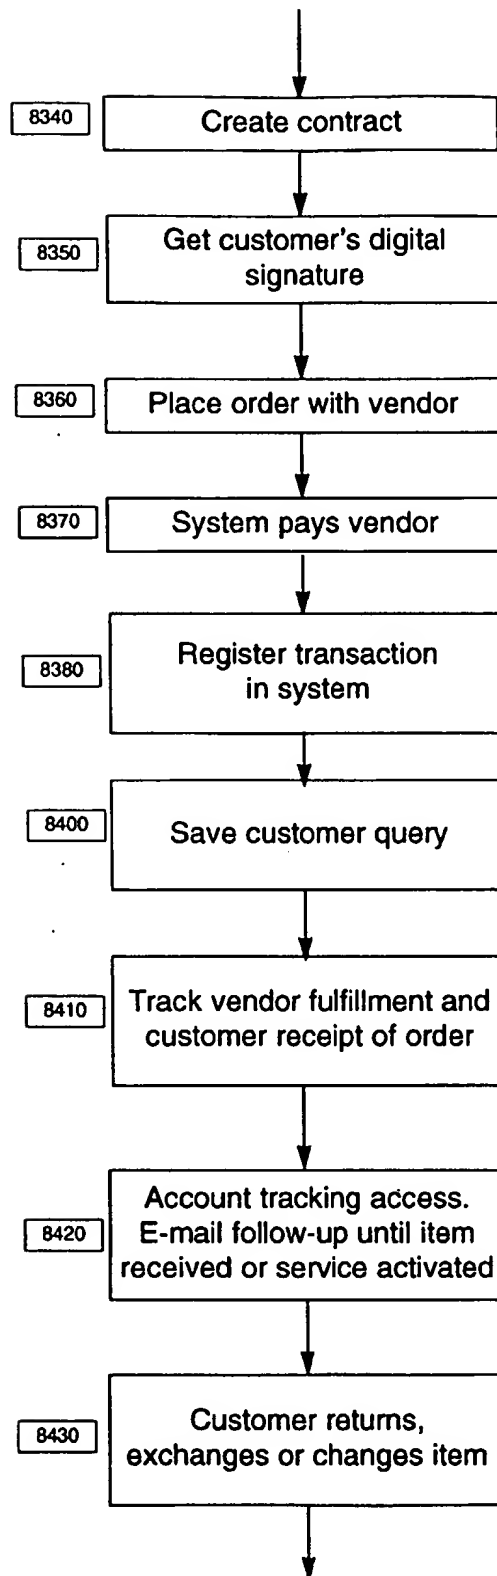 8340
Create contract
8350
Get customer's digital
signature
8360
Place order with vendor
8370
System pays vendor
8380
Register transaction
in system
8400
Save customer query
8410
Track vendor fulfillment and
customer receipt of order
8420
Account tracking access.
E-mail follow-up until item
received or service activated
8430
Customer returns,
exchanges or changes item